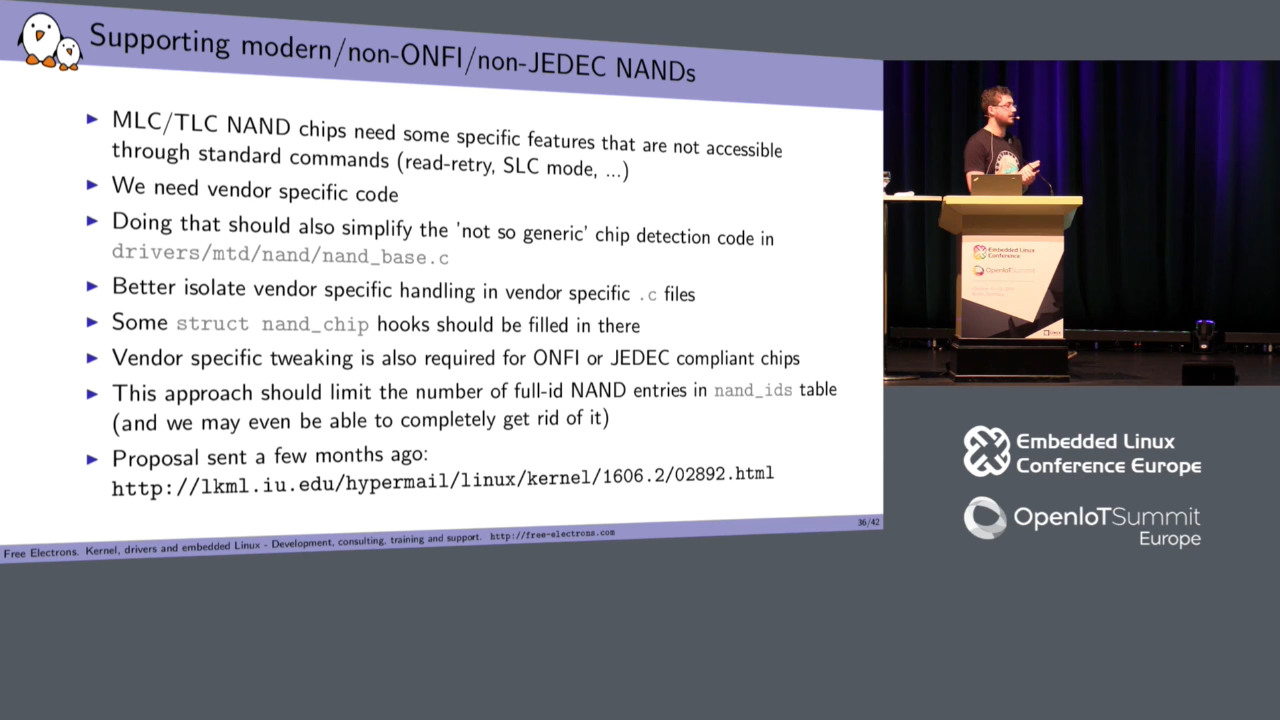 Supporting modern/non-ONFI/non-JEDEC NANDs
▶ MLC/TLC NAND chips need some specific features that are not accessible
through standard commands (read-retry, SLC mode, ...)
▶ We need vendor specific code
▶ Doing that should also simplify the 'not so generic' chip detection code in
drivers/mtd/nand/nand_base.c
▶ Better isolate vendor specific handling in vendor specific .c files
▶ Some struct nand_chip hooks should be filled in there
▶ Vendor specific tweaking is also required for ONFI or JEDEC compliant chips
▶ This approach should limit the number of full-id NAND entries in nand_ids table
(and we may even be able to completely get rid of it)
▶ Proposal sent a few months ago:
http://lkml.iu.edu/hypermail/linux/kernel/1606.2/02892.html
36/42
Free Electrons. Kernel, drivers and embedded Linux - Development, consulting, training and support. http://free-electrons.com
Embedded Linux
Conference
OpenIoTSummit
Embedded Linux
Conference Europe
OpenIoTSummit
Europe